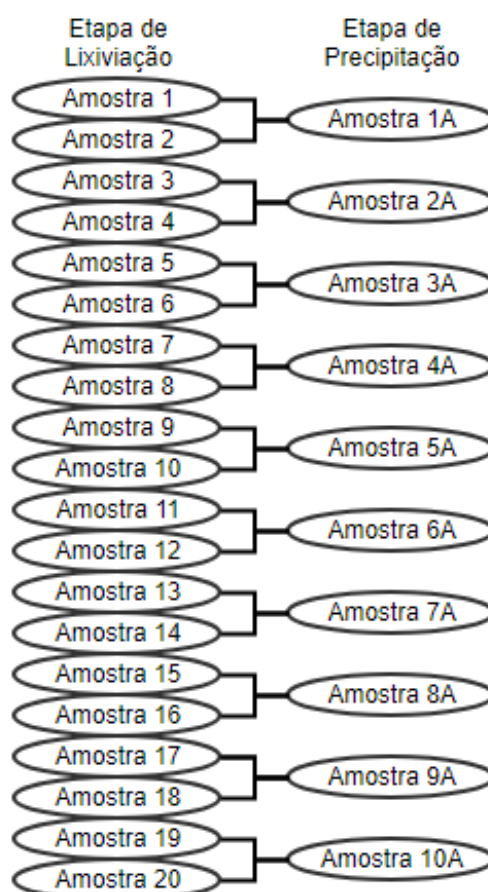 Etapa de
Lixiviação
Etapa de
Precipitação
Amostra 1
Amostra 2
Amostra 1A
Amostra 3
Amostra 4
Amostra 2A
Amostra 5
Amostra 6
Amostra 3A
Amostra 7
Amostra 8
Amostra 4A
Amostra 9
Amostra 10
Amostra 5A
Amostra 11
Amostra 12
Amostra 6A
Amostra 13
Amostra 14
Amostra 7A
Amostra 15
Amostra 16
Amostra 8A
Amostra 17
Amostra 18
Amostra 9A
Amostra 19
Amostra 20
Amostra 10A